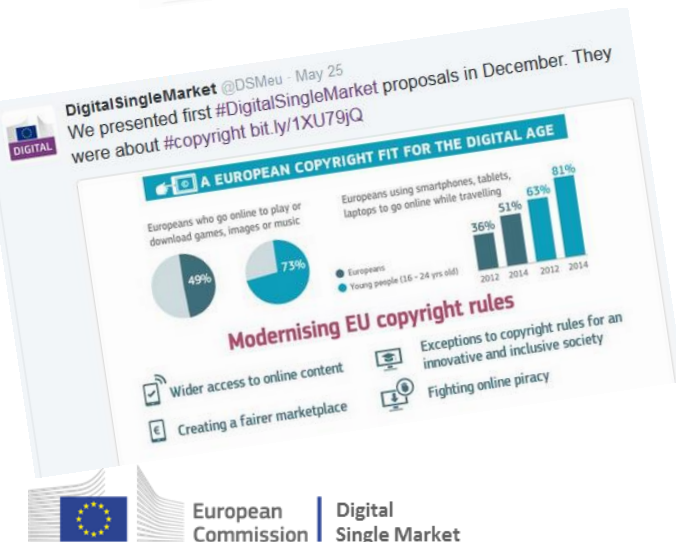 DigitalSingleMarket @DSMeu · May 25
We presented first #DigitalSingleMarket proposals in December. They
were about #copyright bit.ly/1XU79jQ
DIGITAL
© A EUROPEAN COPYRIGHT FIT FOR THE DIGITAL AGE
Europeans who go online to play or
download games, images or music
49%
73%
Europeans using smartphones, tablets,
laptops to go online while travelling
36%
51%
63%
81%
2012 2014 2012 2014
Europeans
Young people (16 - 24 yrs old)
Modernising EU copyright rules
Wider access to online content
€ Creating a fairer marketplace
Exceptions to copyright rules for an
innovative and inclusive society
Fighting online piracy
European
Commission
Digital
Single Market